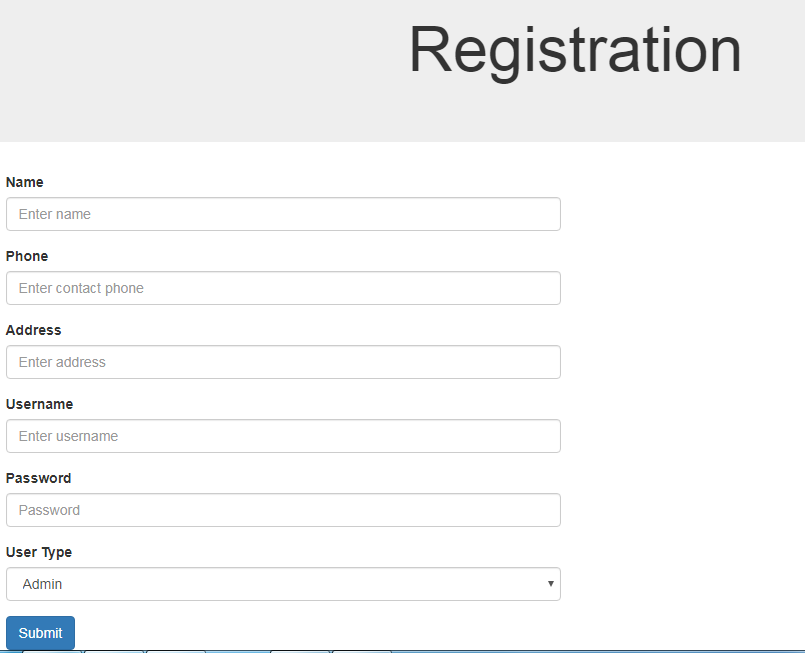 Registration
Name
Enter name
Phone
Enter contact phone
Address
Enter address
Username
Enter username
Password
Password
User Type
Admin
Submit